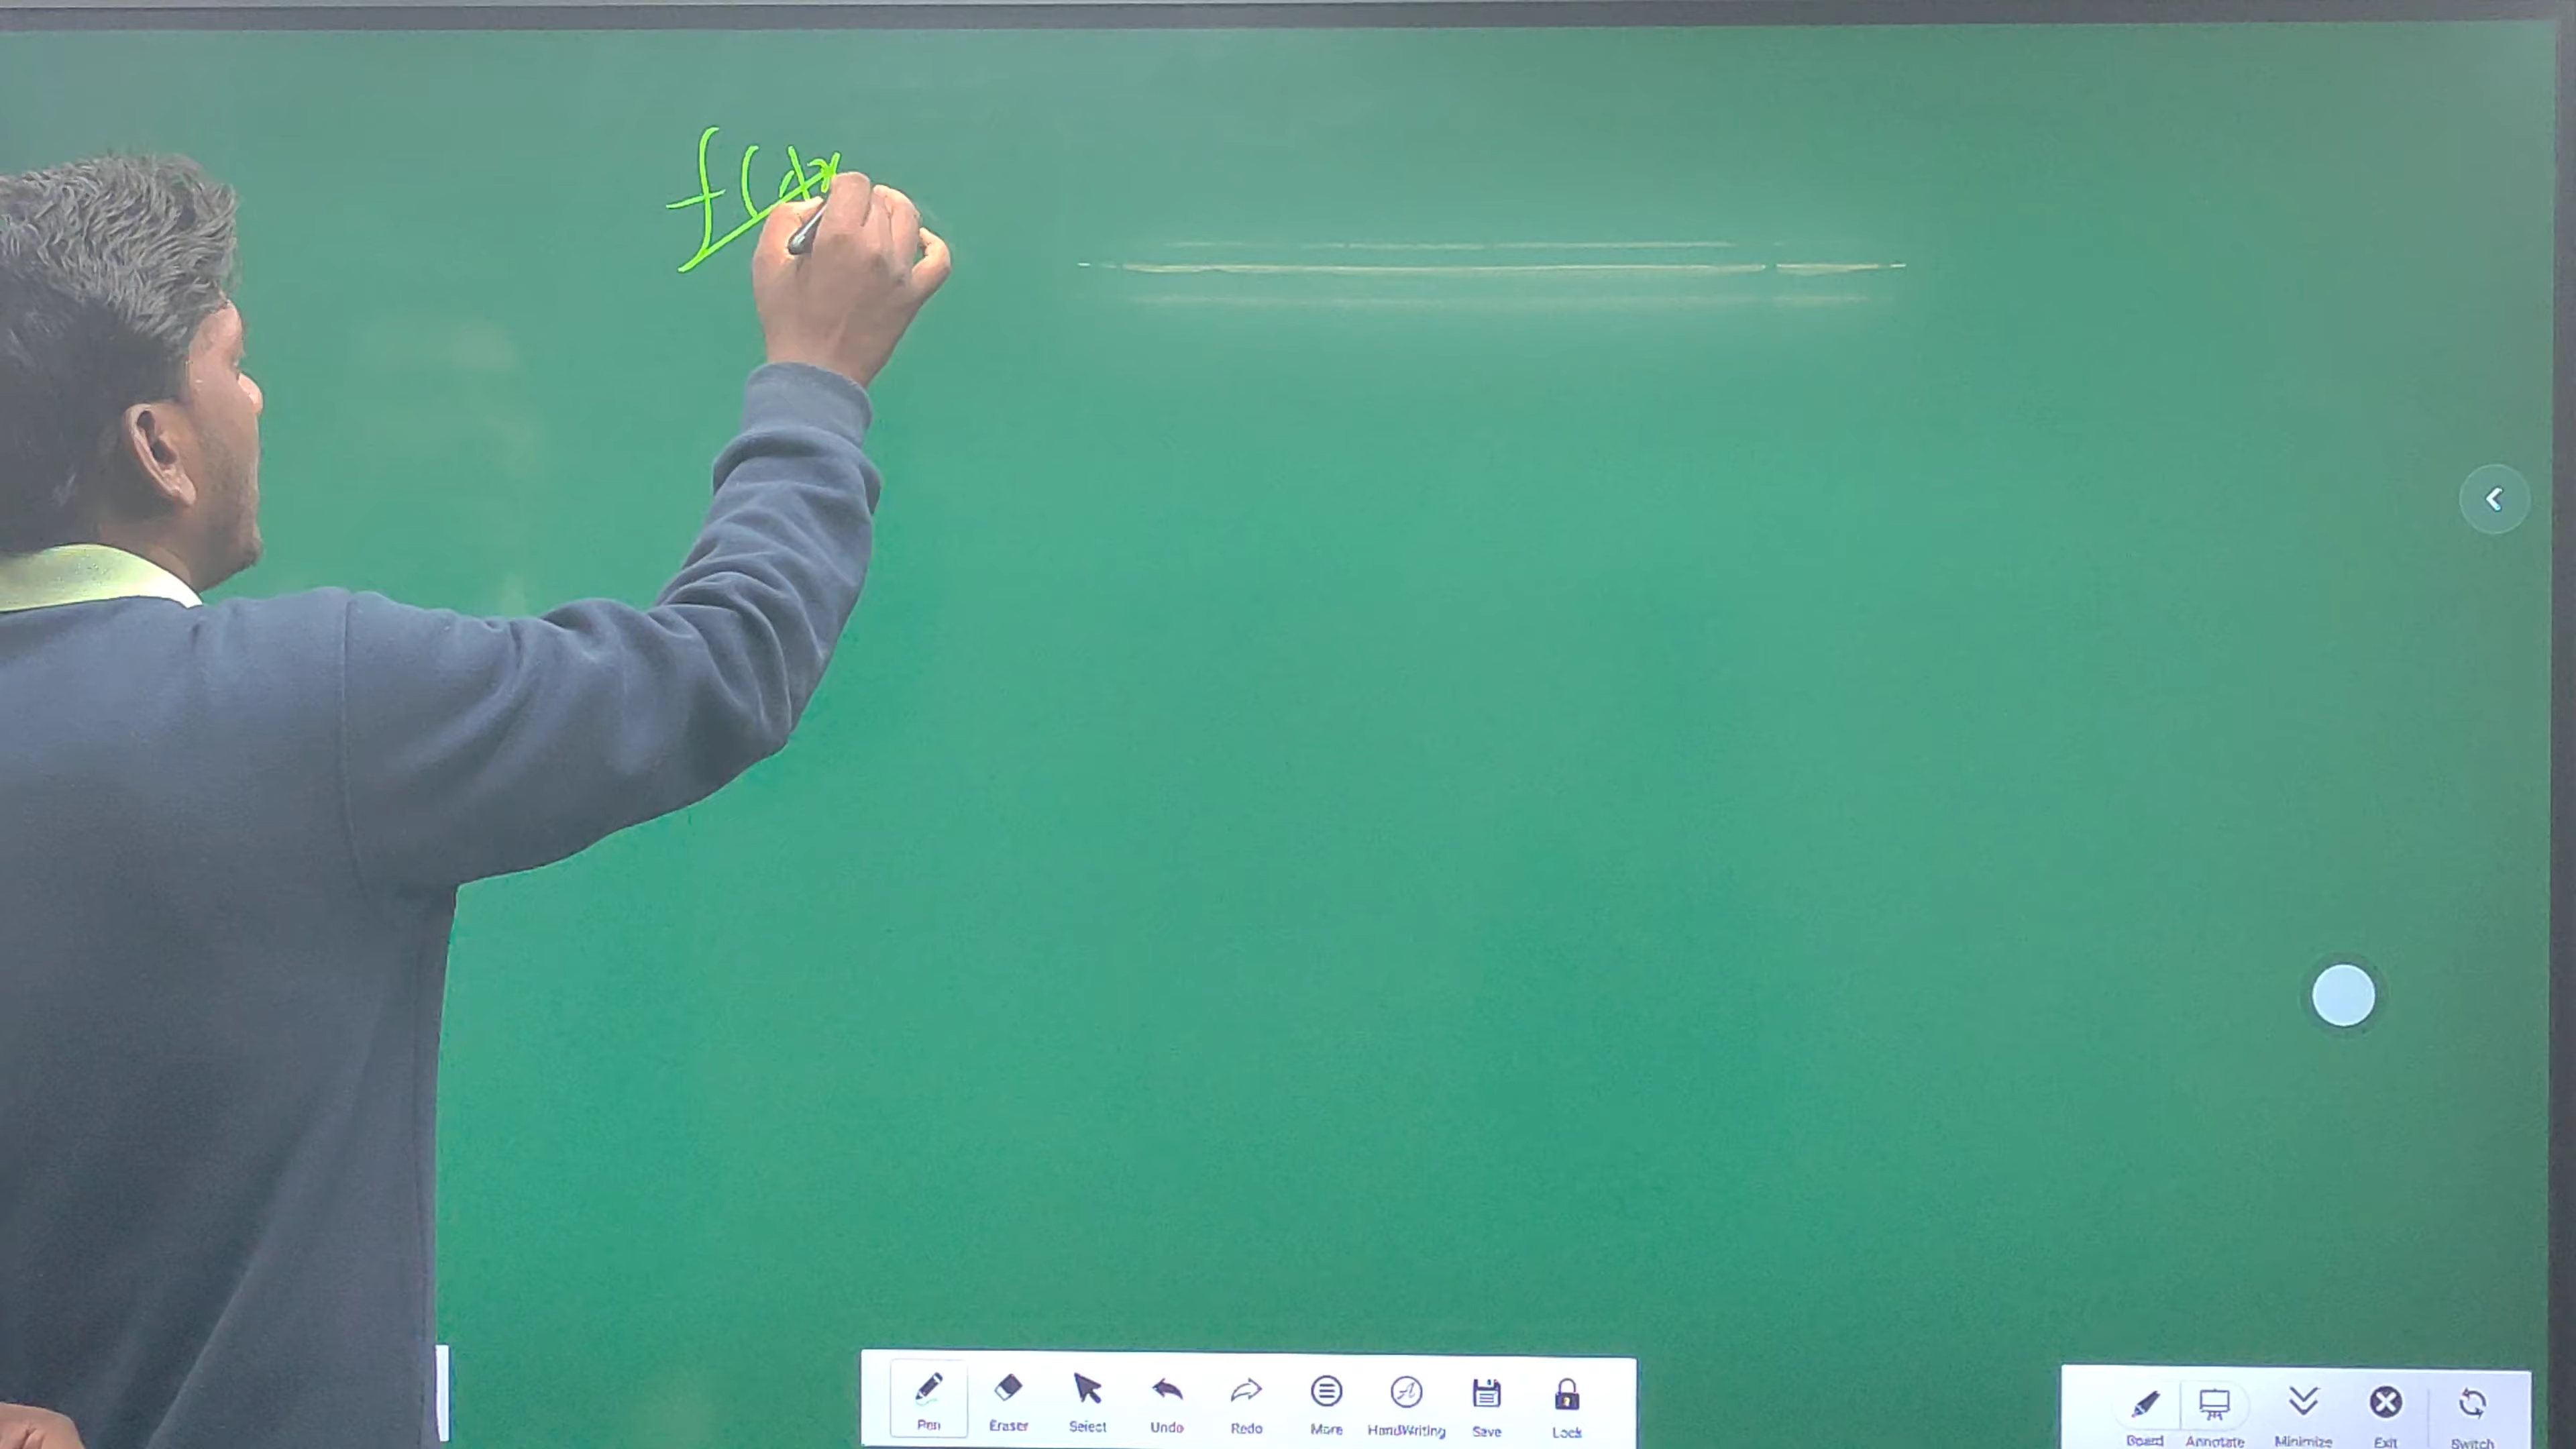 f(x
Pen Eraser Select Undo Redo More HandWriting Save Lock
Board Annotate Minimize Exit Switch